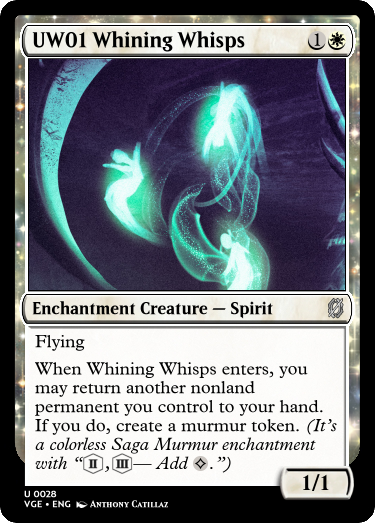 UW01 Whining Whisps 1
Enchantment Creature — Spirit
Flying
When Whining Whisps enters, you
may return another nonland
permanent you control to your hand.
If you do, create a murmur token. (It's
a colorless Saga Murmur enchantment
with “II, III— Add C.”)
1/1
U 0028
VGE • ENG Anthony Catillaz